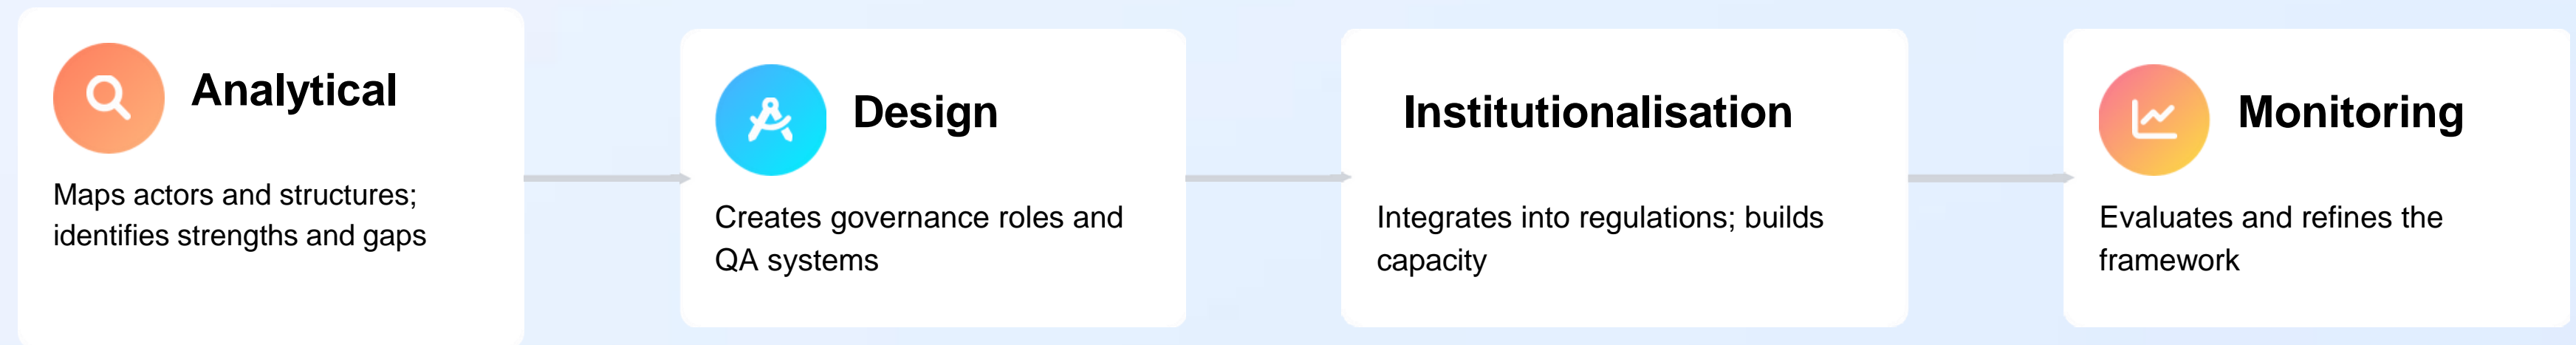 Analytical
Maps actors and structures;
identifies strengths and gaps
Design
Creates governance roles and
QA systems
Institutionalisation
Integrates into regulations; builds
capacity
Monitoring
Evaluates and refines the
framework